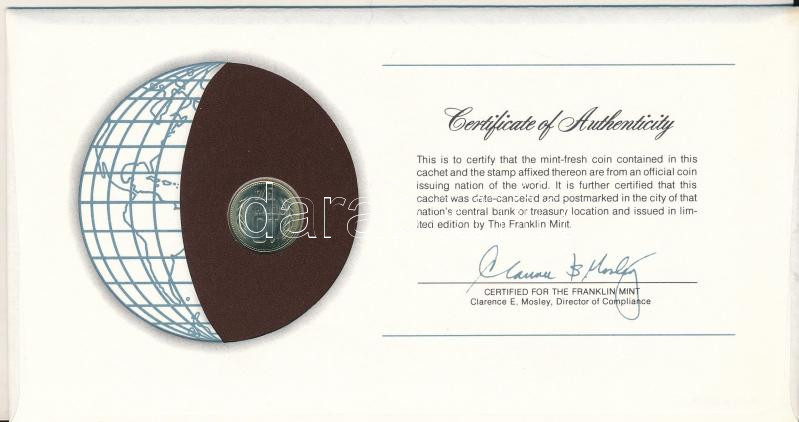 Certificate of Authenticity
This is to certify that the mint-fresh coin contained in this
cachet and the stamp affixed thereon are from an official coin
issuing nation of the world. It is further certified that this
cachet was date-canceled and postmarked in the city of that
nation's central bank or treasury location and issued in lim-
ited edition by The Franklin Mint.
Clarence E. Mosley
CERTIFIED FOR THE FRANKLIN MINT
Clarence E. Mosley, Director of Compliance
dara